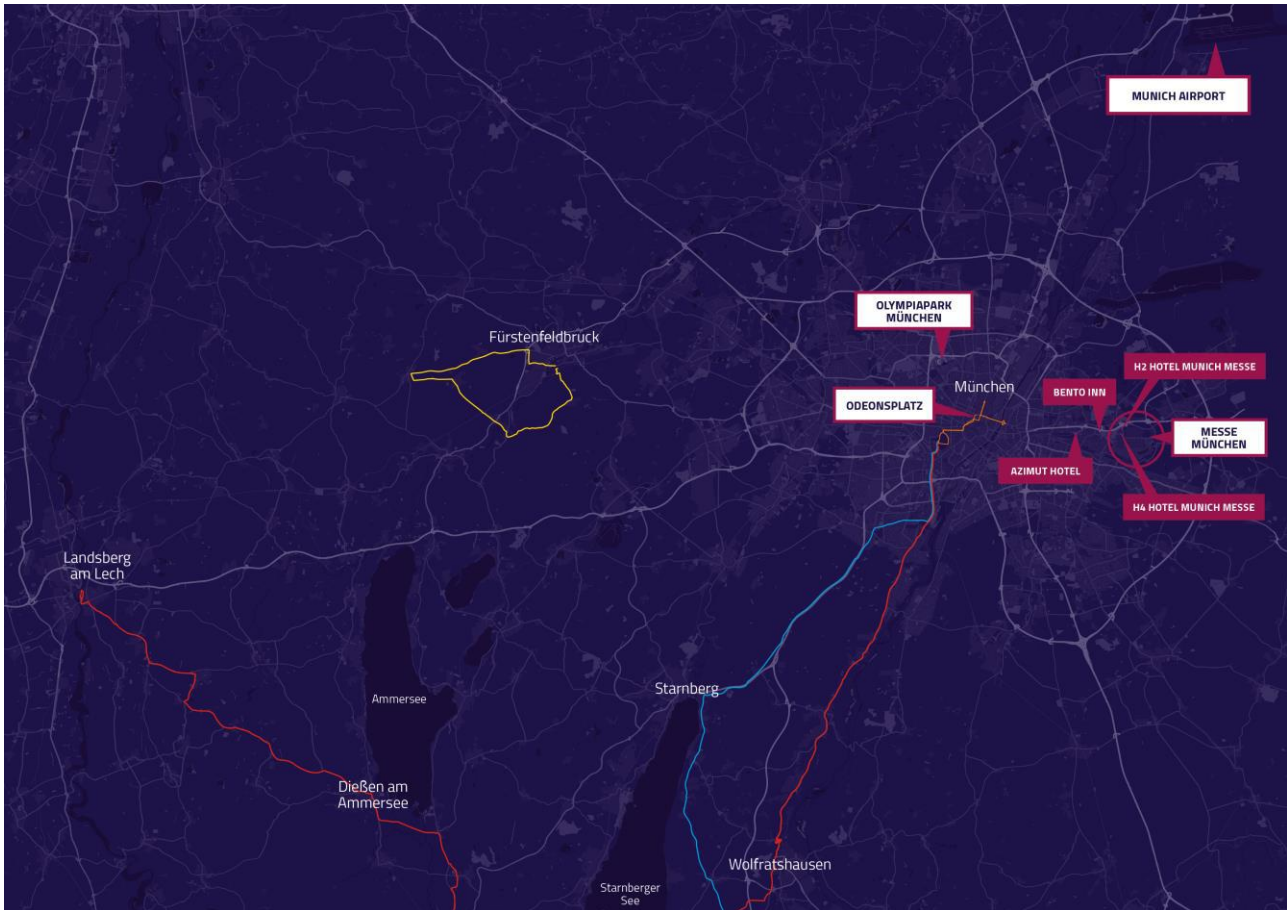 MUNICH AIRPORT
OLYMPIAPARK
MÜNCHEN
Fürstenfeldbruck
H2 HOTEL MUNICH MESSE
München
BENTO INN
ODEONSPLATZ
MESSE
MÜNCHEN
AZIMUT HOTEL
H4 HOTEL MUNICH MESSE
Landsberg
am Lech
Starnberg
Ammersee
Dießen am
Ammersee
Wolfratshausen
Starnberger
See